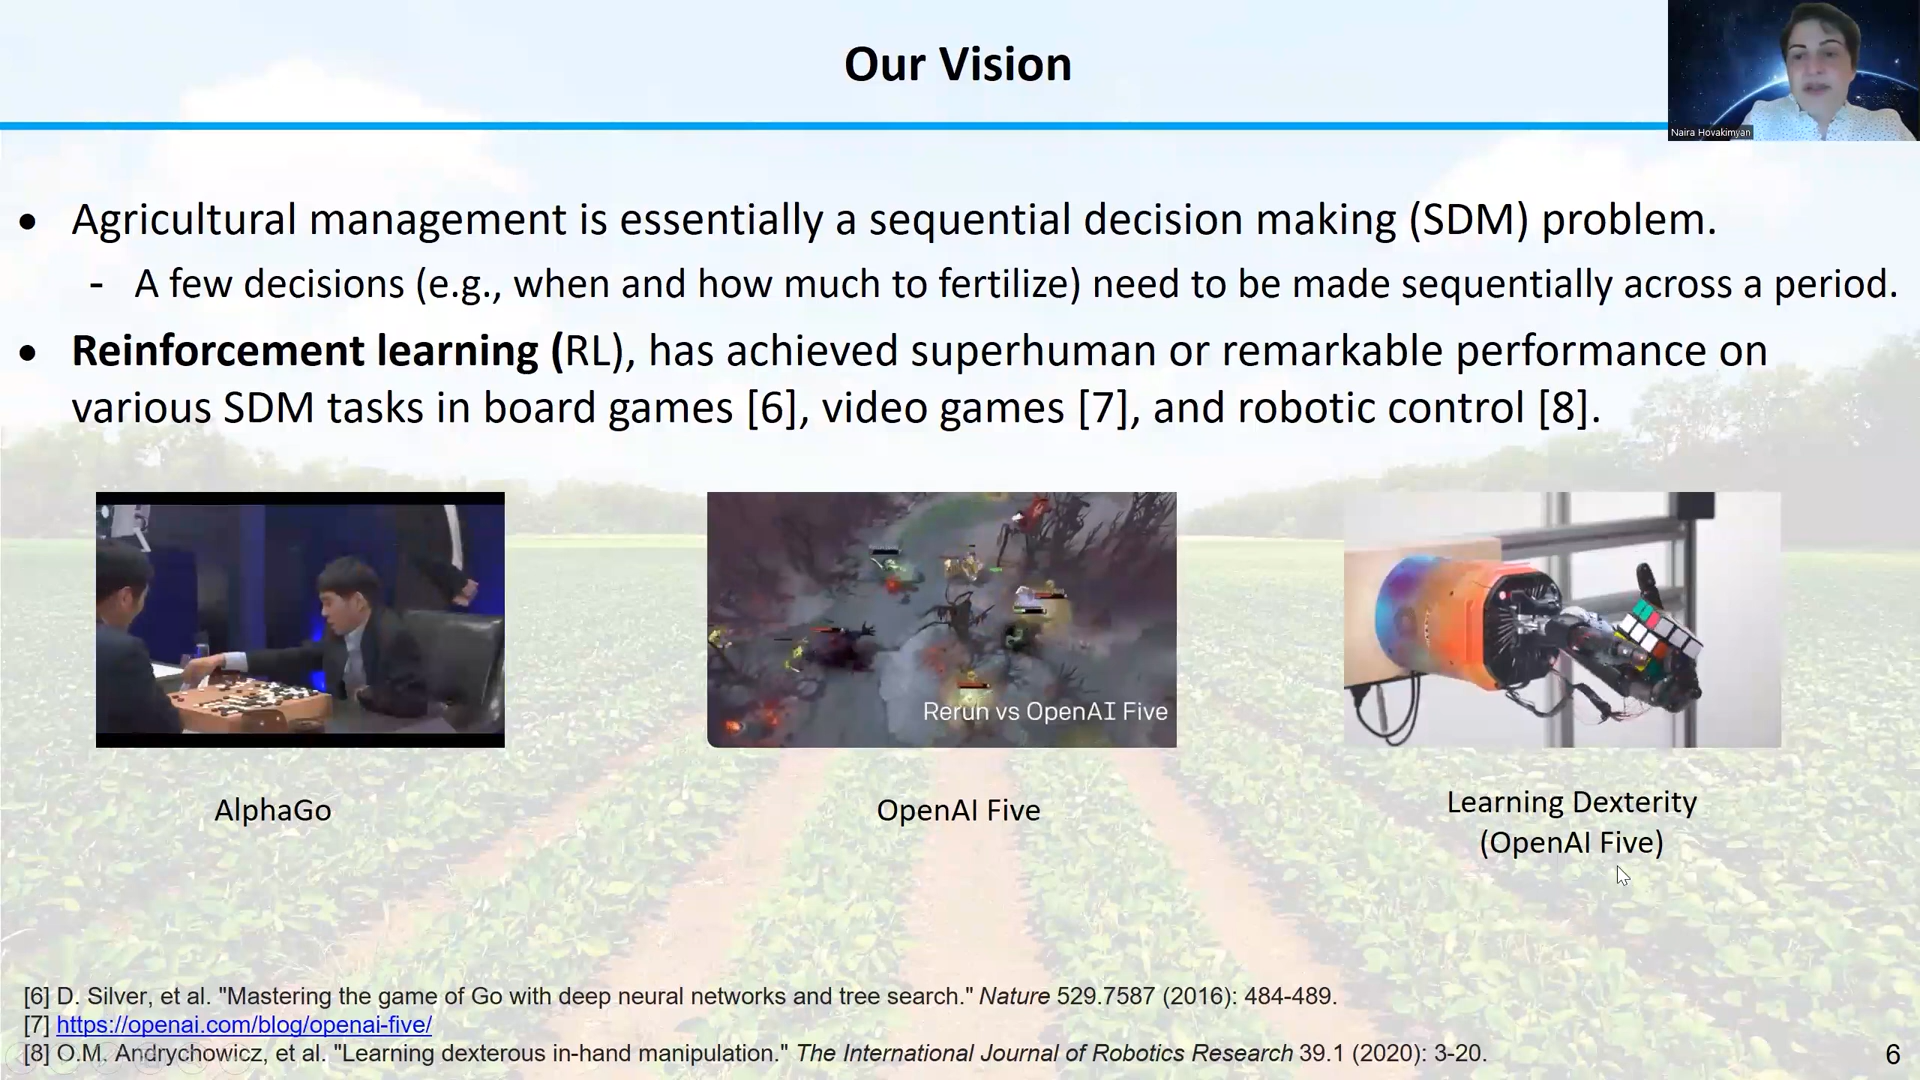 Our Vision
Naira Hovakimyan
• Agricultural management is essentially a sequential decision making (SDM) problem.
- A few decisions (e.g., when and how much to fertilize) need to be made sequentially across a period.
• Reinforcement learning (RL), has achieved superhuman or remarkable performance on
various SDM tasks in board games [6], video games [7], and robotic control [8].
Rerun vs OpenAI Five
AlphaGo
OpenAI Five
Learning Dexterity
(OpenAI Five)
[6] D. Silver, et al. "Mastering the game of Go with deep neural networks and tree search." Nature 529.7587 (2016): 484-489.
[7] https://openai.com/blog/openai-five/
[8] O.M. Andrychowicz, et al. "Learning dexterous in-hand manipulation." The International Journal of Robotics Research 39.1 (2020): 3-20.
6